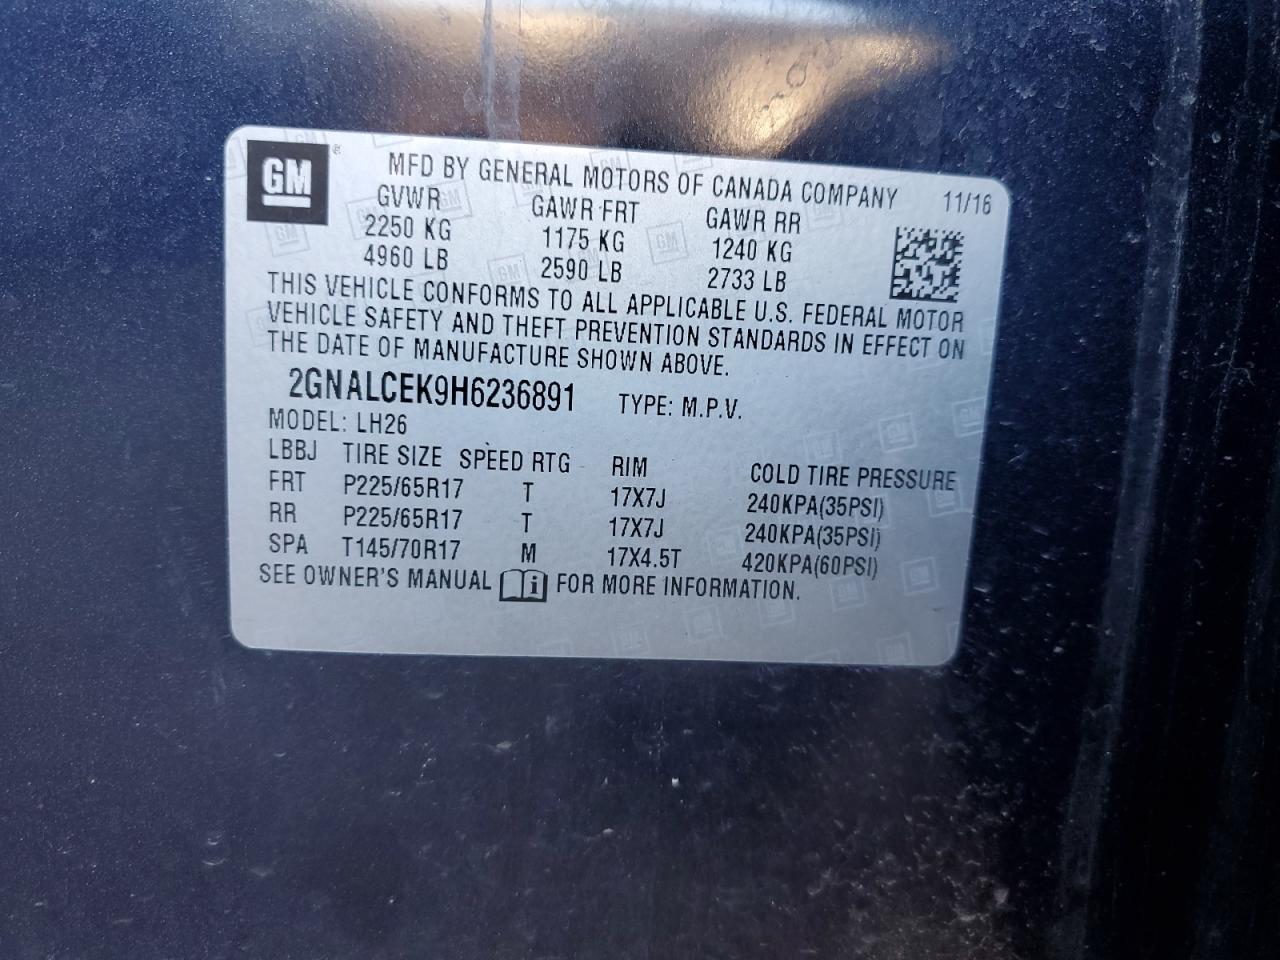 GM
MFD BY GENERAL MOTORS OF CANADA COMPANY 11/16
GVWR GAWR FRT GAWR RR
2250 KG 1175 KG 1240 KG
4960 LB 2590 LB 2733 LB
THIS VEHICLE CONFORMS TO ALL APPLICABLE U.S. FEDERAL MOTOR
VEHICLE SAFETY AND THEFT PREVENTION STANDARDS IN EFFECT ON
THE DATE OF MANUFACTURE SHOWN ABOVE.
2GNALCEK9H6236891 TYPE: M.P.V.
MODEL: LH26
LBBJ TIRE SIZE SPEED RTG RIM COLD TIRE PRESSURE
FRT P225/65R17 T 17X7J 240KPA(35PSI)
RR P225/65R17 T 17X7J 240KPA(35PSI)
SPA T145/70R17 M 17X4.5T 420KPA(60PSI)
SEE OWNER'S MANUAL i FOR MORE INFORMATION.